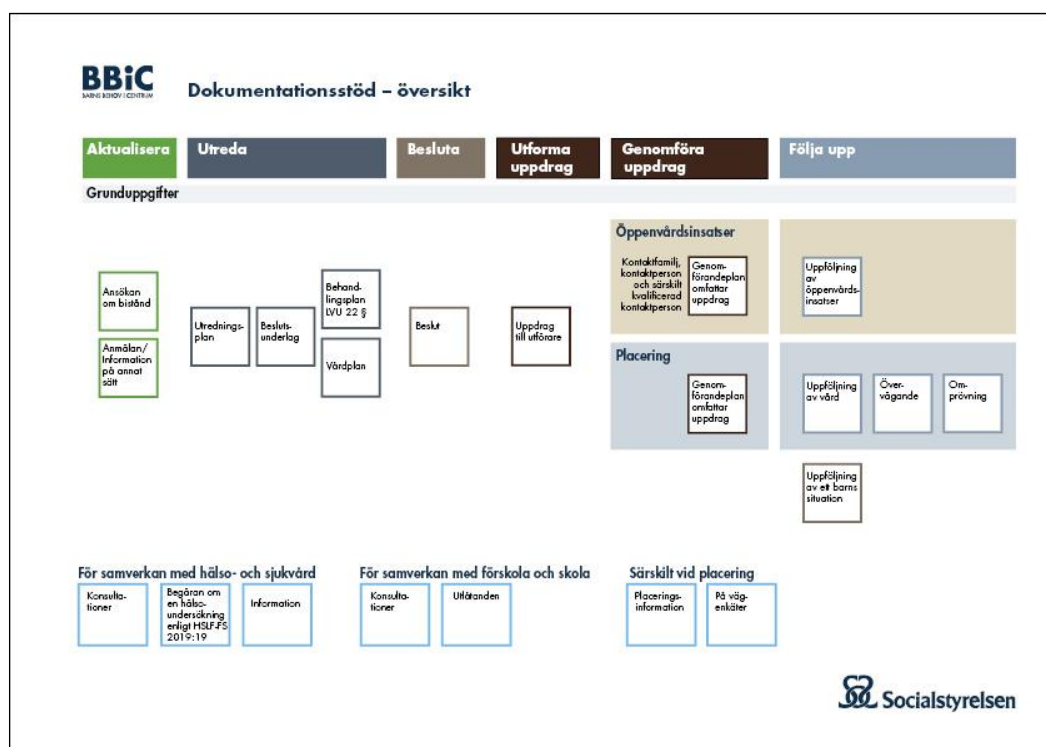 BBiC
BARNS BEHOV I CENTRUM
Dokumentationsstöd – översikt
Aktualisera
Utreda
Besluta
Utforma
uppdrag
Genomföra
uppdrag
Följa upp
Grunduppgifter
Ansökan
om bistånd
Anmälan/
Information
på annat
sätt
Utrednings-
plan
Besluts-
underlag
Behand-
lingsplan
LVU 22 §
Vårdplan
Beslut
Uppdrag
till utförare
Öppenvårdsinsatser
Kontaktfamilj,
kontaktperson
och särskilt
kvalificerad
kontaktperson
Genom-
förandeplan
omfattar
uppdrag
Uppföljning
av
öppenvårds-
insatser
Placering
Genom-
förandeplan
omfattar
uppdrag
Uppföljning
av vård
Över-
vägande
Om-
prövning
Uppföljning
av ett barns
situation
För samverkan med hälso- och sjukvård
Konsulta-
tioner
Begäran om
en hälso-
undersökning
enligt HSLF-FS
2019:19
Information
För samverkan med förskola och skola
Konsulta-
tioner
Utlåtanden
Särskilt vid placering
Placerings-
information
På väg-
enkäter
Socialstyrelsen